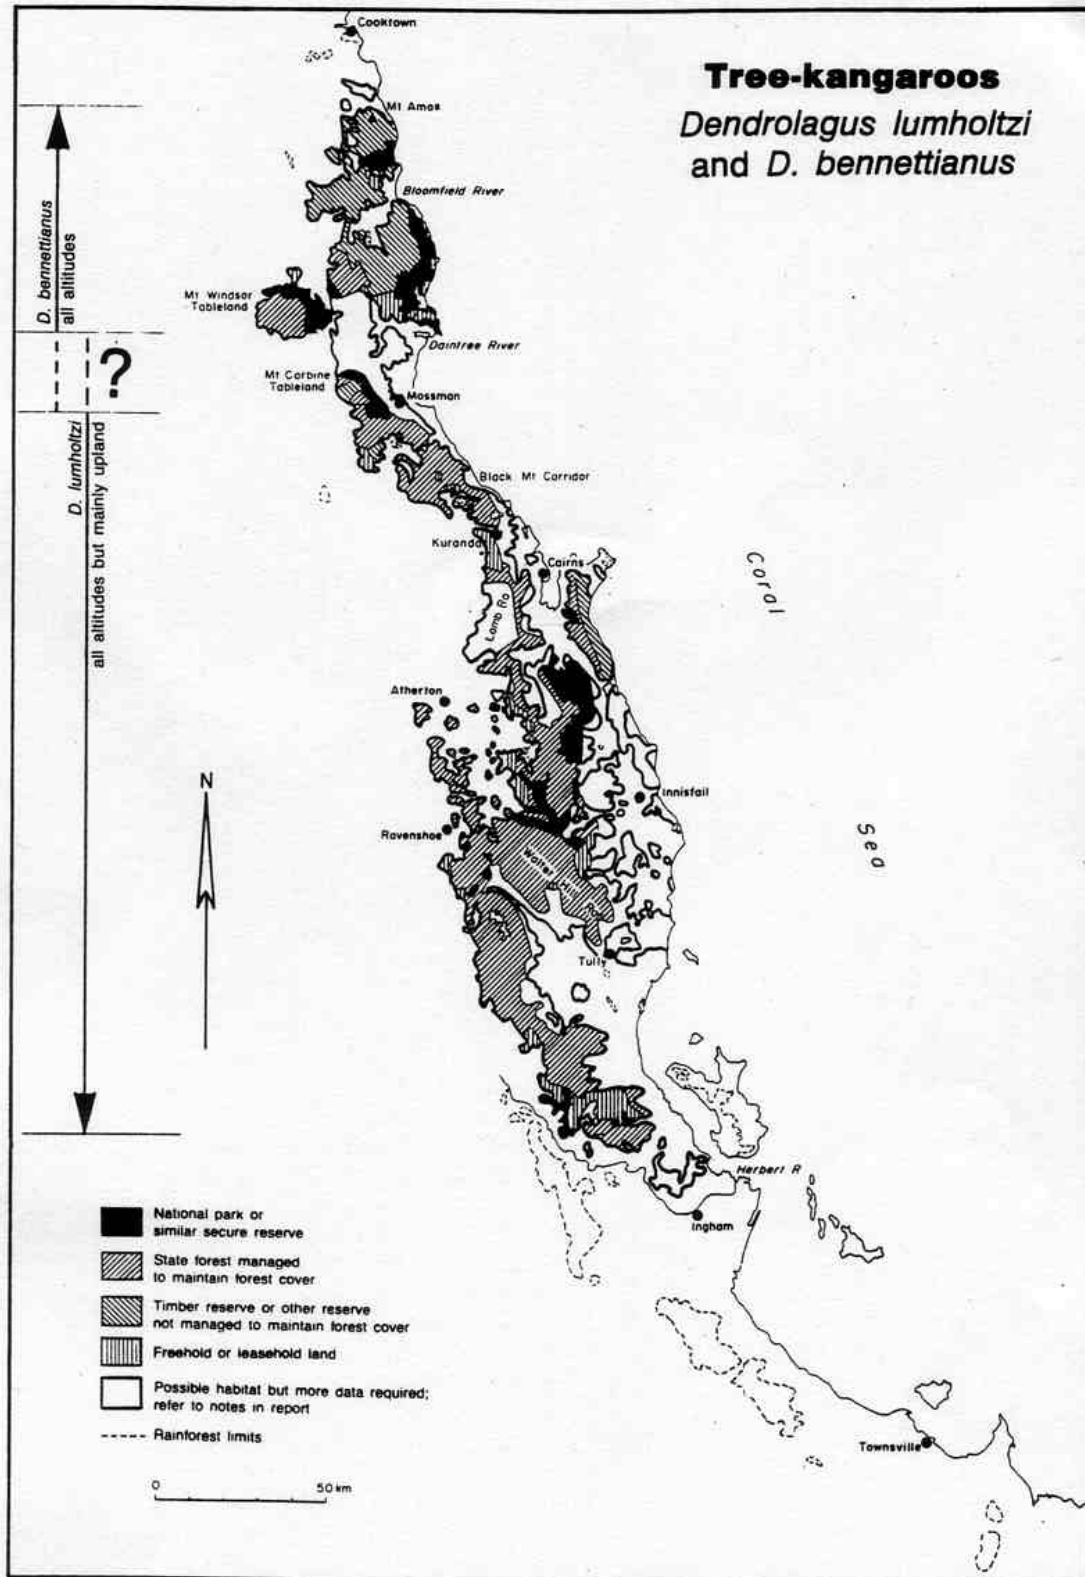 Tree-kangaroos
Dendrolagus lumholtzi
and D. bennettianus
Cooktown
Mt Amos
Bloomfield River
D. bennettianus
all altitudes
Mt Windsor
Tableland
Daintree River
?
Mt Carbine
Tableland
Mossman
D. lumholtzi
all altitudes but mainly upland
Black Mt Corridor
Kuranda
Cairns
Lamb Ra
Coral
Sea
Atherton
N
Innisfail
Ravenshoe
Walter Hill Ra
Tully
Herbert R
Ingham
National park or
similar secure reserve
State forest managed
to maintain forest cover
Timber reserve or other reserve
not managed to maintain forest cover
Freehold or leasehold land
Possible habitat but more data required;
refer to notes in report
Rainforest limits
Townsville
0 50 km